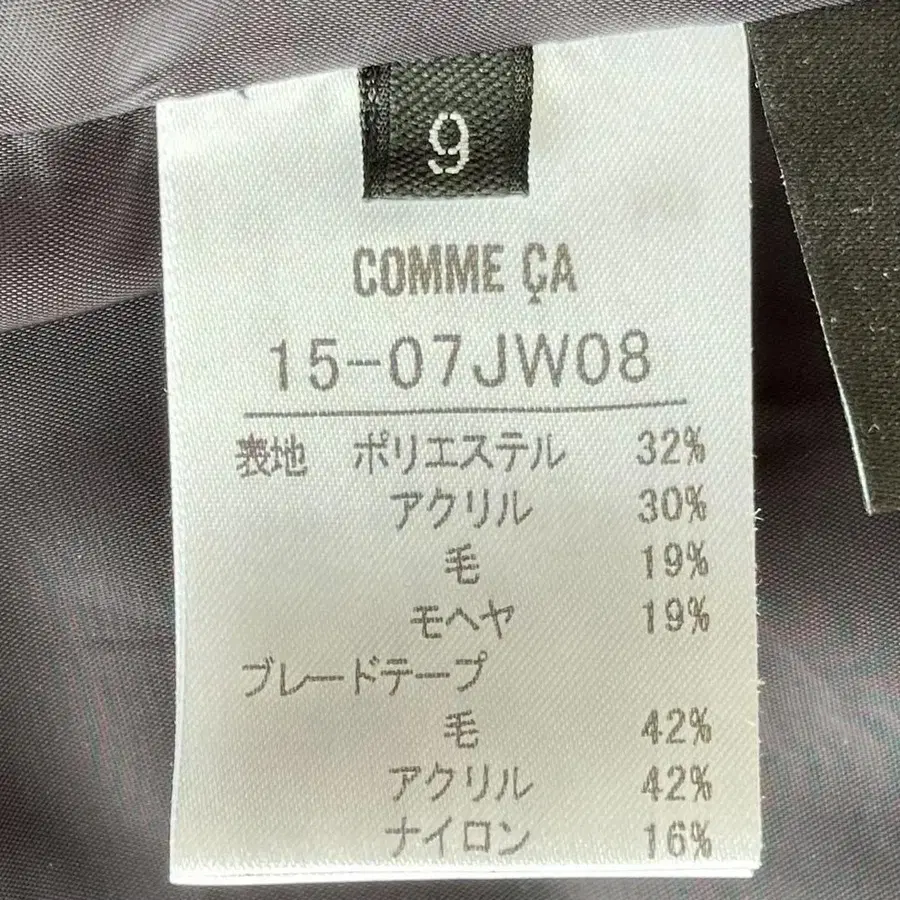 9
COMME ÇA
15-07JW08
表地 ポリエステル 32%
アクリル 30%
毛 19%
モヘヤ 19%
ブレードテープ
毛 42%
アクリル 42%
ナイロン 16%